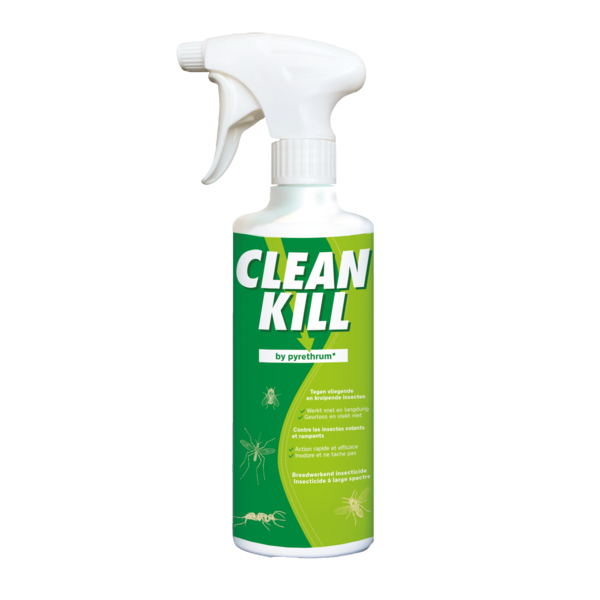 CLEAN
KILL
by pyrethrum*
Tegen vliegende
en kruipende insecten
Werkt snel en langdurig
Geurloos en vlekt niet
Contre les insectes volants
et rampants
Action rapide et efficace
Inodore et ne tache pas
Breedwerkend insecticide
Insecticide à large spectre